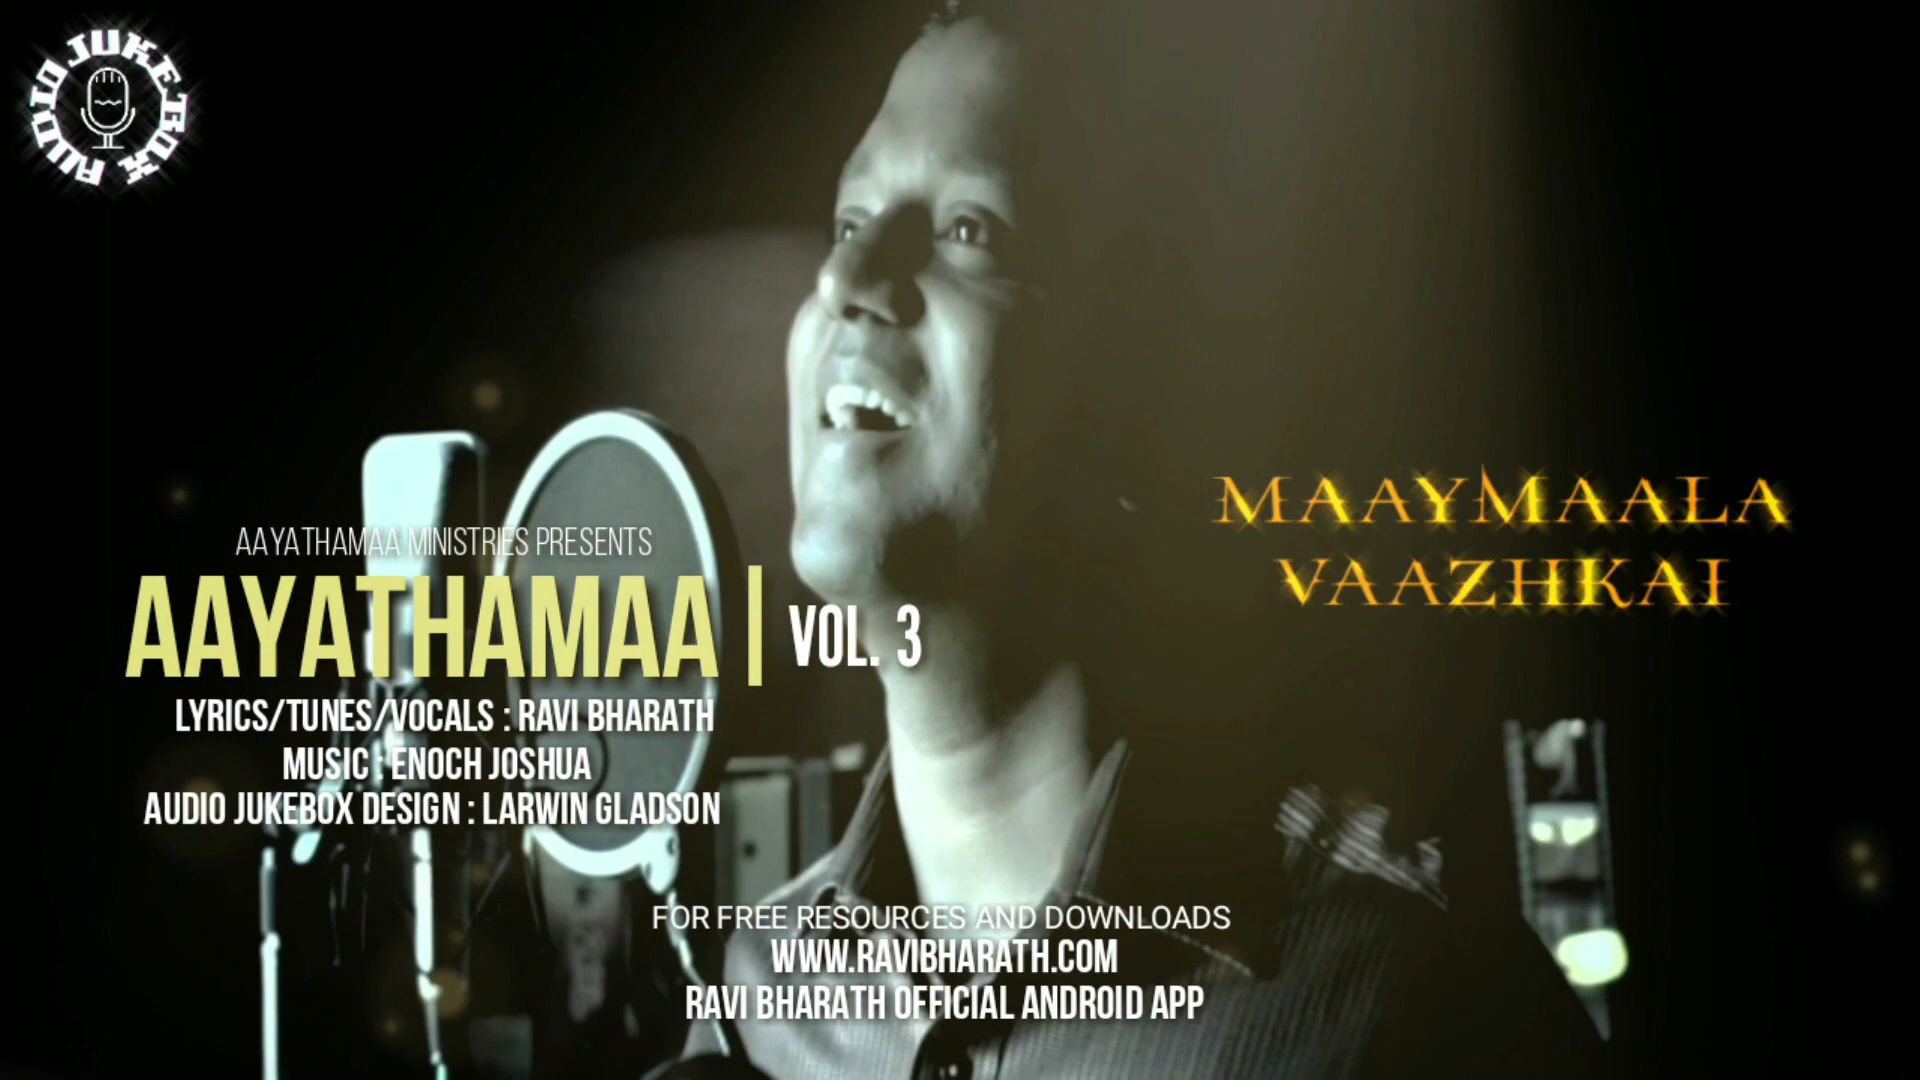 AUDIO JUKEBOX
AAYATHAMAA MINISTRIES PRESENTS
AAYATHAMAA | VOL. 3
LYRICS/TUNES/VOCALS : RAVI BHARATH
MUSIC : ENOCH JOSHUA
AUDIO JUKEBOX DESIGN : LARWIN GLADSON
MAAYMAALA
VAAZHKAI
FOR FREE RESOURCES AND DOWNLOADS
WWW.RAVIBHARATH.COM
RAVI BHARATH OFFICIAL ANDROID APP